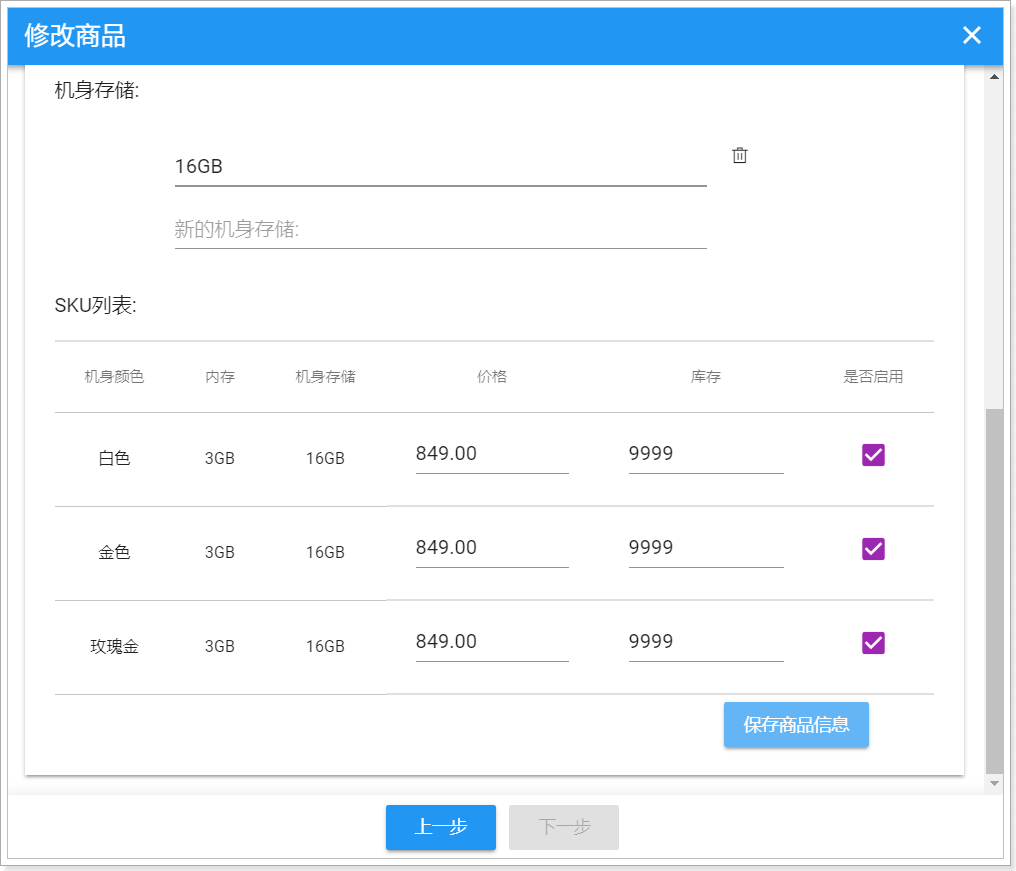 修改商品
机身存储:
16GB
新的机身存储:
SKU列表:
机身颜色 内存 机身存储 价格 库存 是否启用
白色 3GB 16GB 849.00 9999
金色 3GB 16GB 849.00 9999
玫瑰金 3GB 16GB 849.00 9999
保存商品信息
上一步 下一步